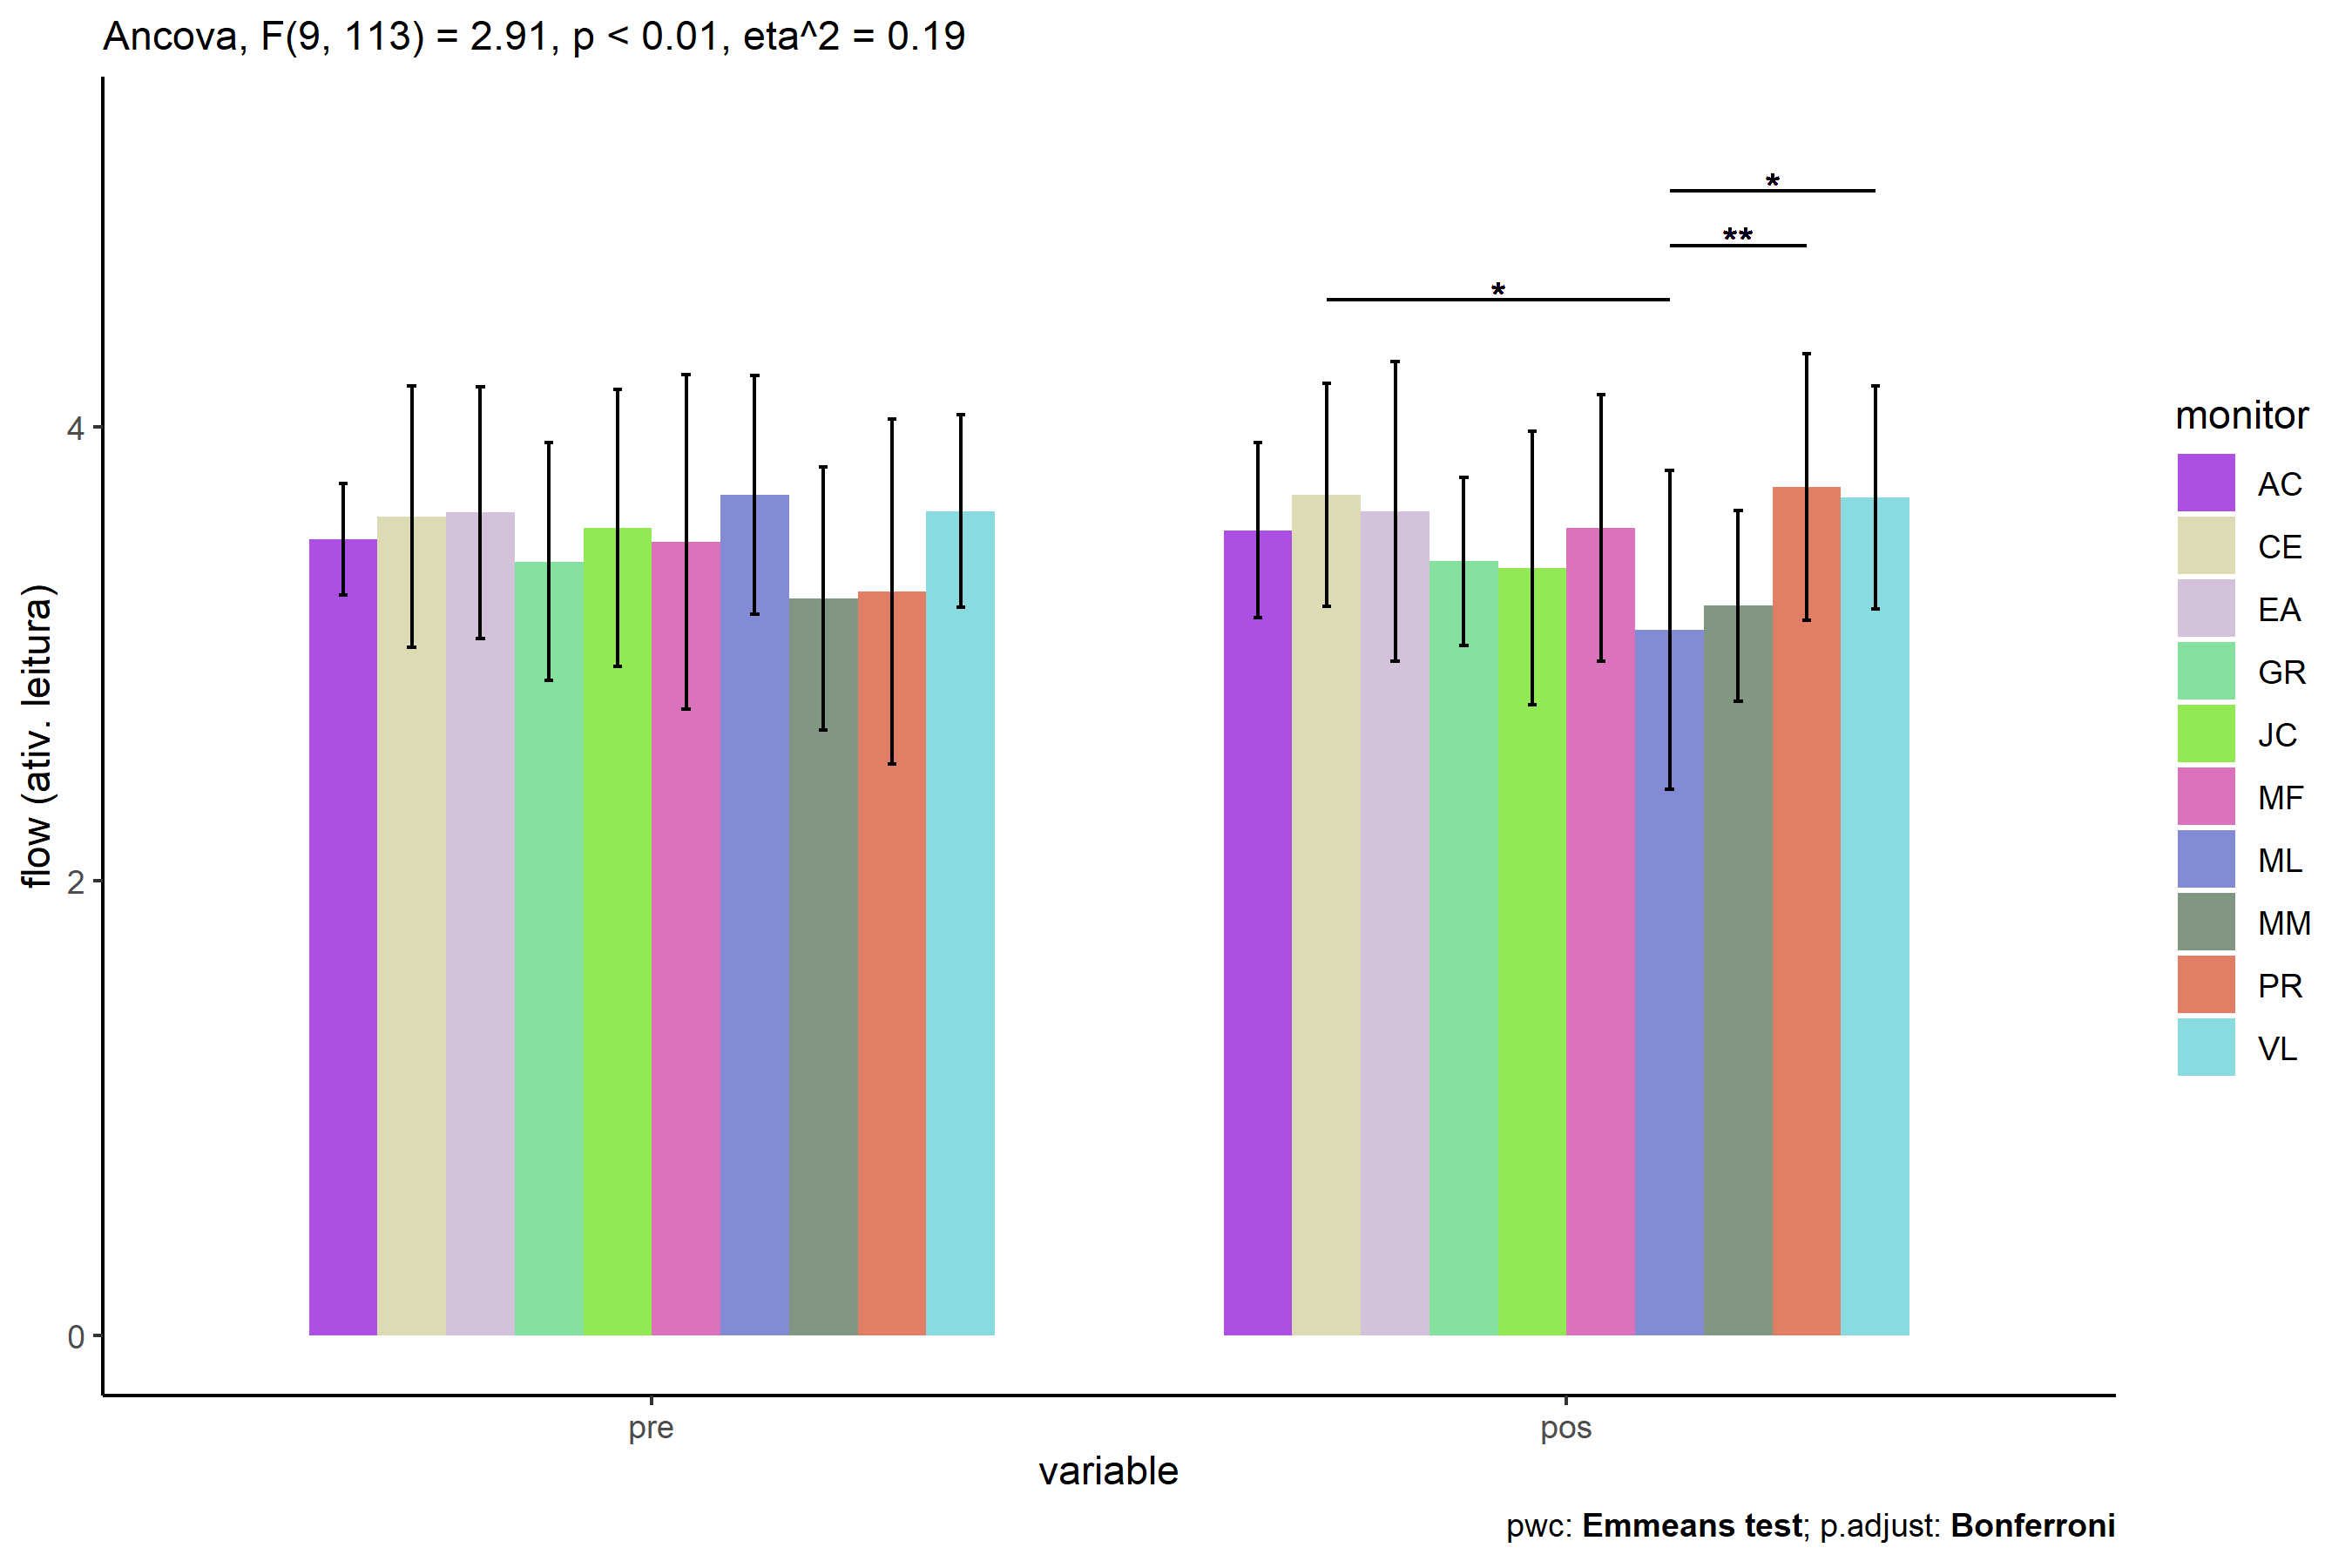 Ancova, F(9, 113) = 2.91, p < 0.01, eta^2 = 0.19
*
**
*
4
2
0
flow (ativ. leitura)
pre
pos
variable
monitor
AC
CE
EA
GR
JC
MF
ML
MM
PR
VL
pwc: Emmeans test; p.adjust: Bonferroni